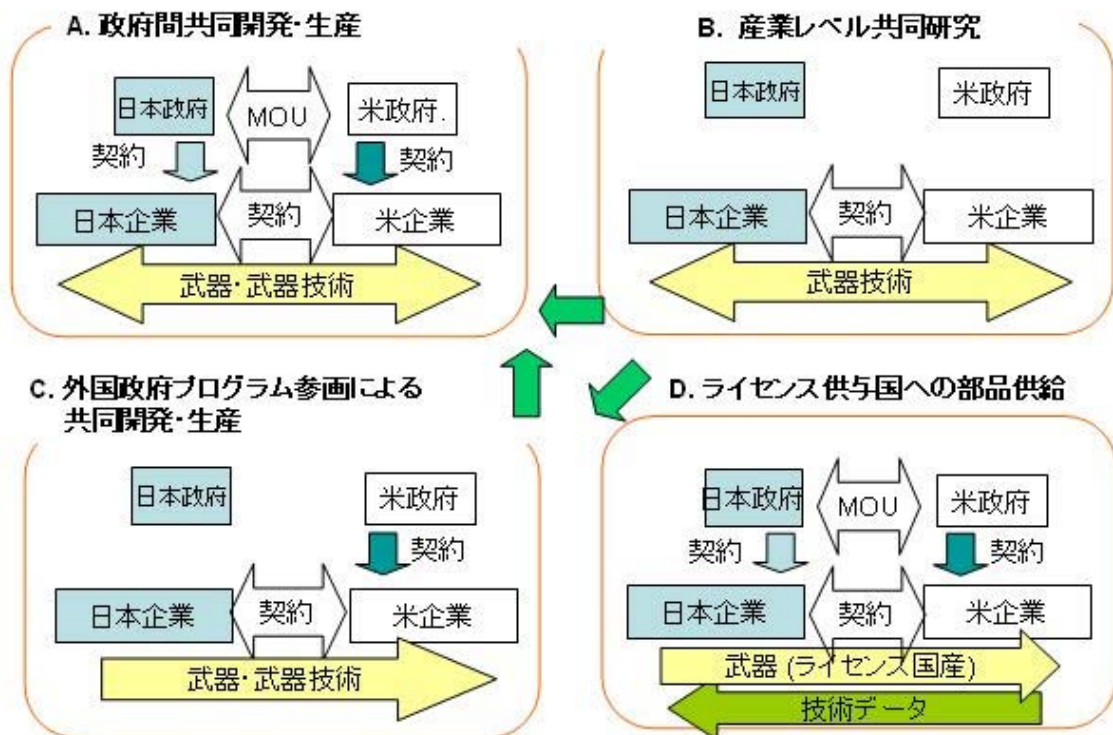 A. 政府間共同開発・生産
日本政府
MOU
米政府.
契約
契約
日本企業
契約
米企業
武器・武器技術
B. 産業レベル共同研究
日本政府
米政府
日本企業
契約
米企業
武器技術
C. 外国政府プログラム参画による
共同開発・生産
日本政府
米政府
契約
日本企業
契約
米企業
武器・武器技術
D. ライセンス供与国への部品供給
日本政府
MOU
米政府
契約
契約
日本企業
契約
米企業
武器 (ライセンス国産)
技術データ